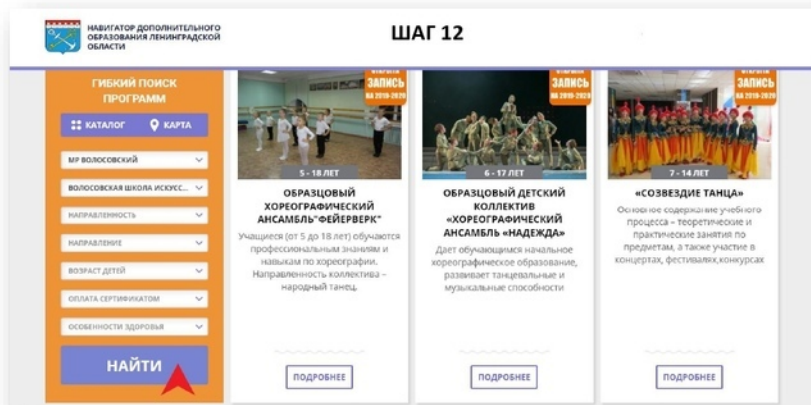 НАВИГАТОР ДОПОЛНИТЕЛЬНОГО
ОБРАЗОВАНИЯ ЛЕНИНГРАДСКОЙ
ОБЛАСТИ
ШАГ 12
ГИБКИЙ ПОИСК
ПРОГРАММ
КАТАЛОГ
КАРТА
МР ВОЛОСОВСКИЙ
ВОЛОСОВСКАЯ ШКОЛА ИСКУСС...
НАПРАВЛЕННОСТЬ
НАПРАВЛЕНИЕ
ВОЗРАСТ ДЕТЕЙ
ОПЛАТА СЕРТИФИКАТОМ
ОСОБЕННОСТИ ЗДОРОВЬЯ
НАЙТИ
ЗАПИСЬ
НА 2019-2020
5 - 18 ЛЕТ
ОБРАЗЦОВЫЙ
ХОРЕОГРАФИЧЕСКИЙ
АНСАМБЛЬ"ФЕЙЕРВЕРК"
Учащиеся (от 5 до 18 лет) обучаются
профессиональным знаниям и
навыкам по хореографии.
Направленность коллектива –
народный танец.
ПОДРОБНЕЕ
ЗАПИСЬ
НА 2019-2020
6 - 17 ЛЕТ
ОБРАЗЦОВЫЙ ДЕТСКИЙ
КОЛЛЕКТИВ
«ХОРЕОГРАФИЧЕСКИЙ
АНСАМБЛЬ «НАДЕЖДА»
Дает обучающимся начальное
хореографическое образование,
развивает танцевальные и
музыкальные способности
ПОДРОБНЕЕ
ЗАПИСЬ
НА 2019-2020
7 - 14 ЛЕТ
«СОЗВЕЗДИЕ ТАНЦА»
Основное содержание учебного
процесса – теоретические и
практические занятия по
предметам, а также участие в
концертах, фестивалях,конкурсах
ПОДРОБНЕЕ